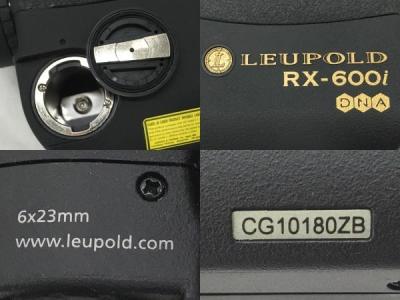 LEUPOLD
RX-600i
DNA
6x23mm
www.leupold.com
CG10180ZB